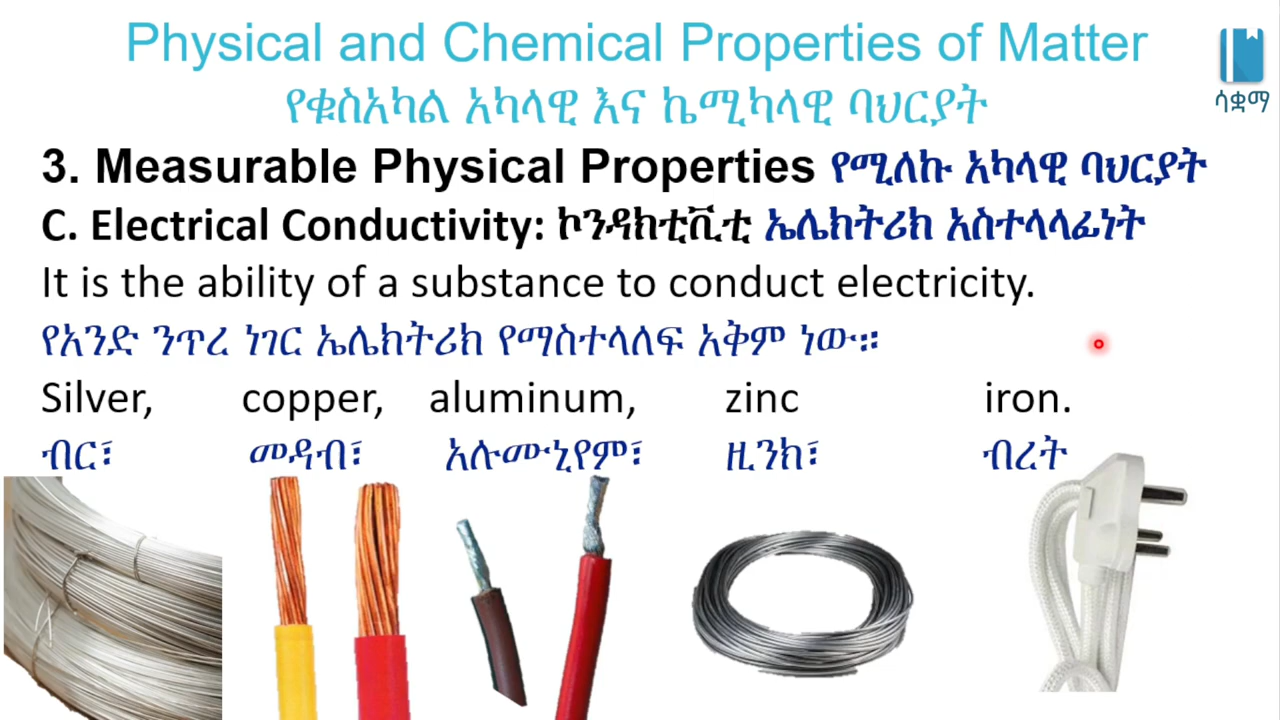 Physical and Chemical Properties of Matter
የቁስአካል አካላዊ እና ኬሚካላዊ ባህርያት
ሳቋማ
3. Measurable Physical Properties የሚለኩ አካላዊ ባህርያት
C. Electrical Conductivity: ኮንዳክቲቪቲ ኤሌክትሪክ አስተላላፊነት
It is the ability of a substance to conduct electricity.
የአንድ ንጥረ ነገር ኤሌክትሪክ የማስተላለፍ አቅም ነው።
Silver, copper, aluminum, zinc iron.
ብር፣ መዳብ፣ አሉሙኒየም፣ ዚንክ፣ ብረት